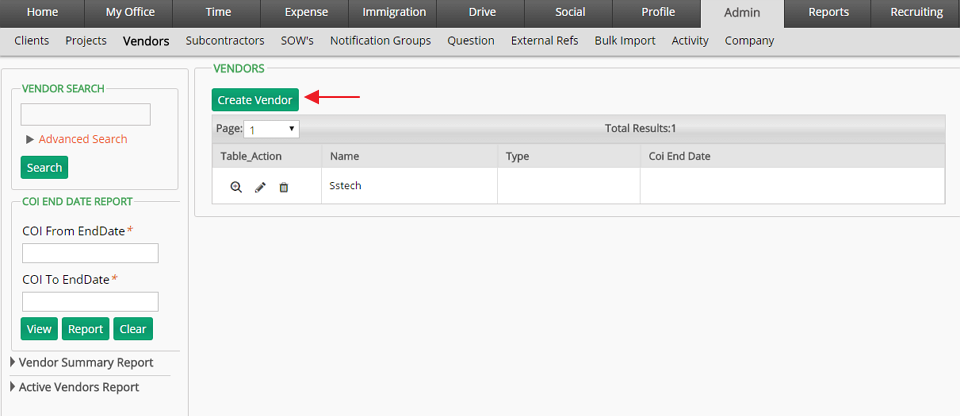 Home My Office Time Expense Immigration Drive Social Profile Admin Reports Recruiting
Clients Projects Vendors Subcontractors SOW's Notification Groups Question External Refs Bulk Import Activity Company
VENDOR SEARCH
Advanced Search
Search
COI END DATE REPORT
COI From EndDate*
COI To EndDate*
View Report Clear
Vendor Summary Report
Active Vendors Report
VENDORS
Create Vendor
Page: 1 Total Results:1
Table_Action Name Type Coi End Date
Sstech